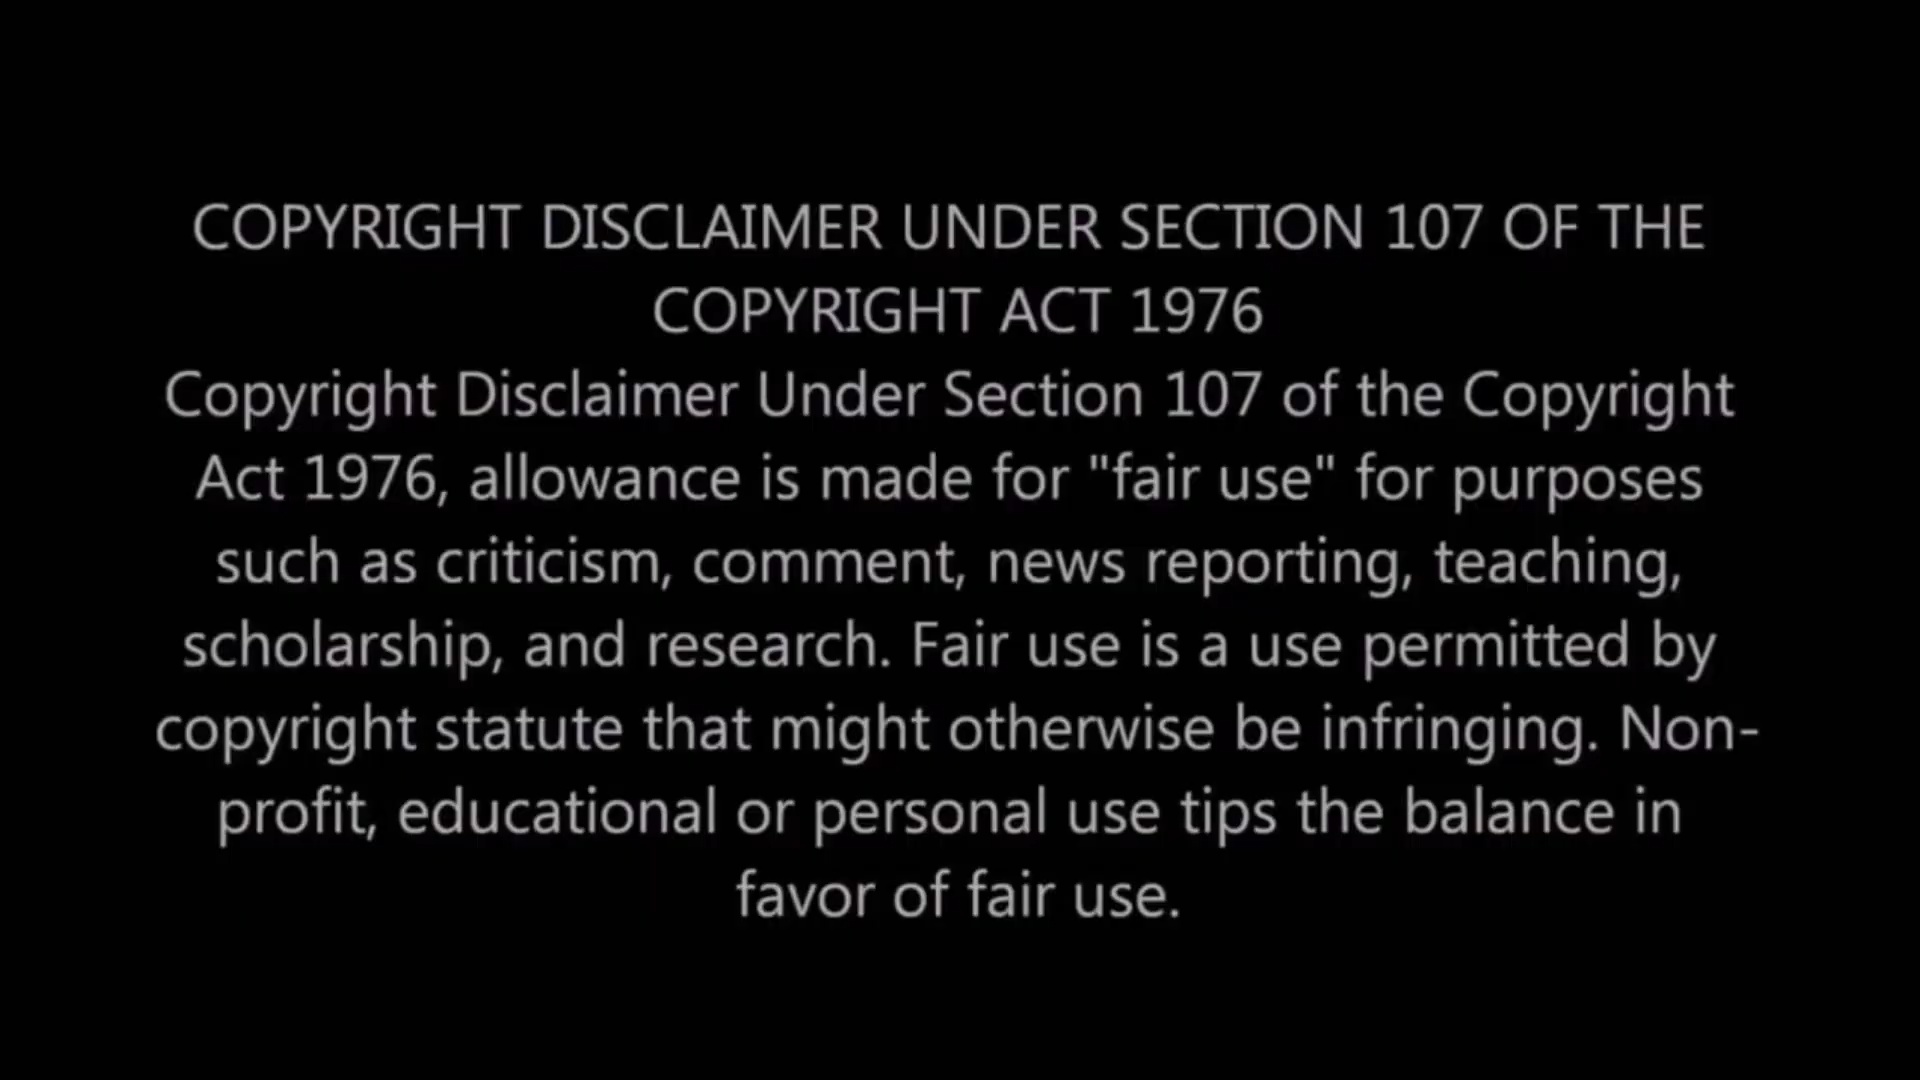 COPYRIGHT DISCLAIMER UNDER SECTION 107 OF THE
COPYRIGHT ACT 1976
Copyright Disclaimer Under Section 107 of the Copyright
Act 1976, allowance is made for "fair use" for purposes
such as criticism, comment, news reporting, teaching,
scholarship, and research. Fair use is a use permitted by
copyright statute that might otherwise be infringing. Non-
profit, educational or personal use tips the balance in
favor of fair use.